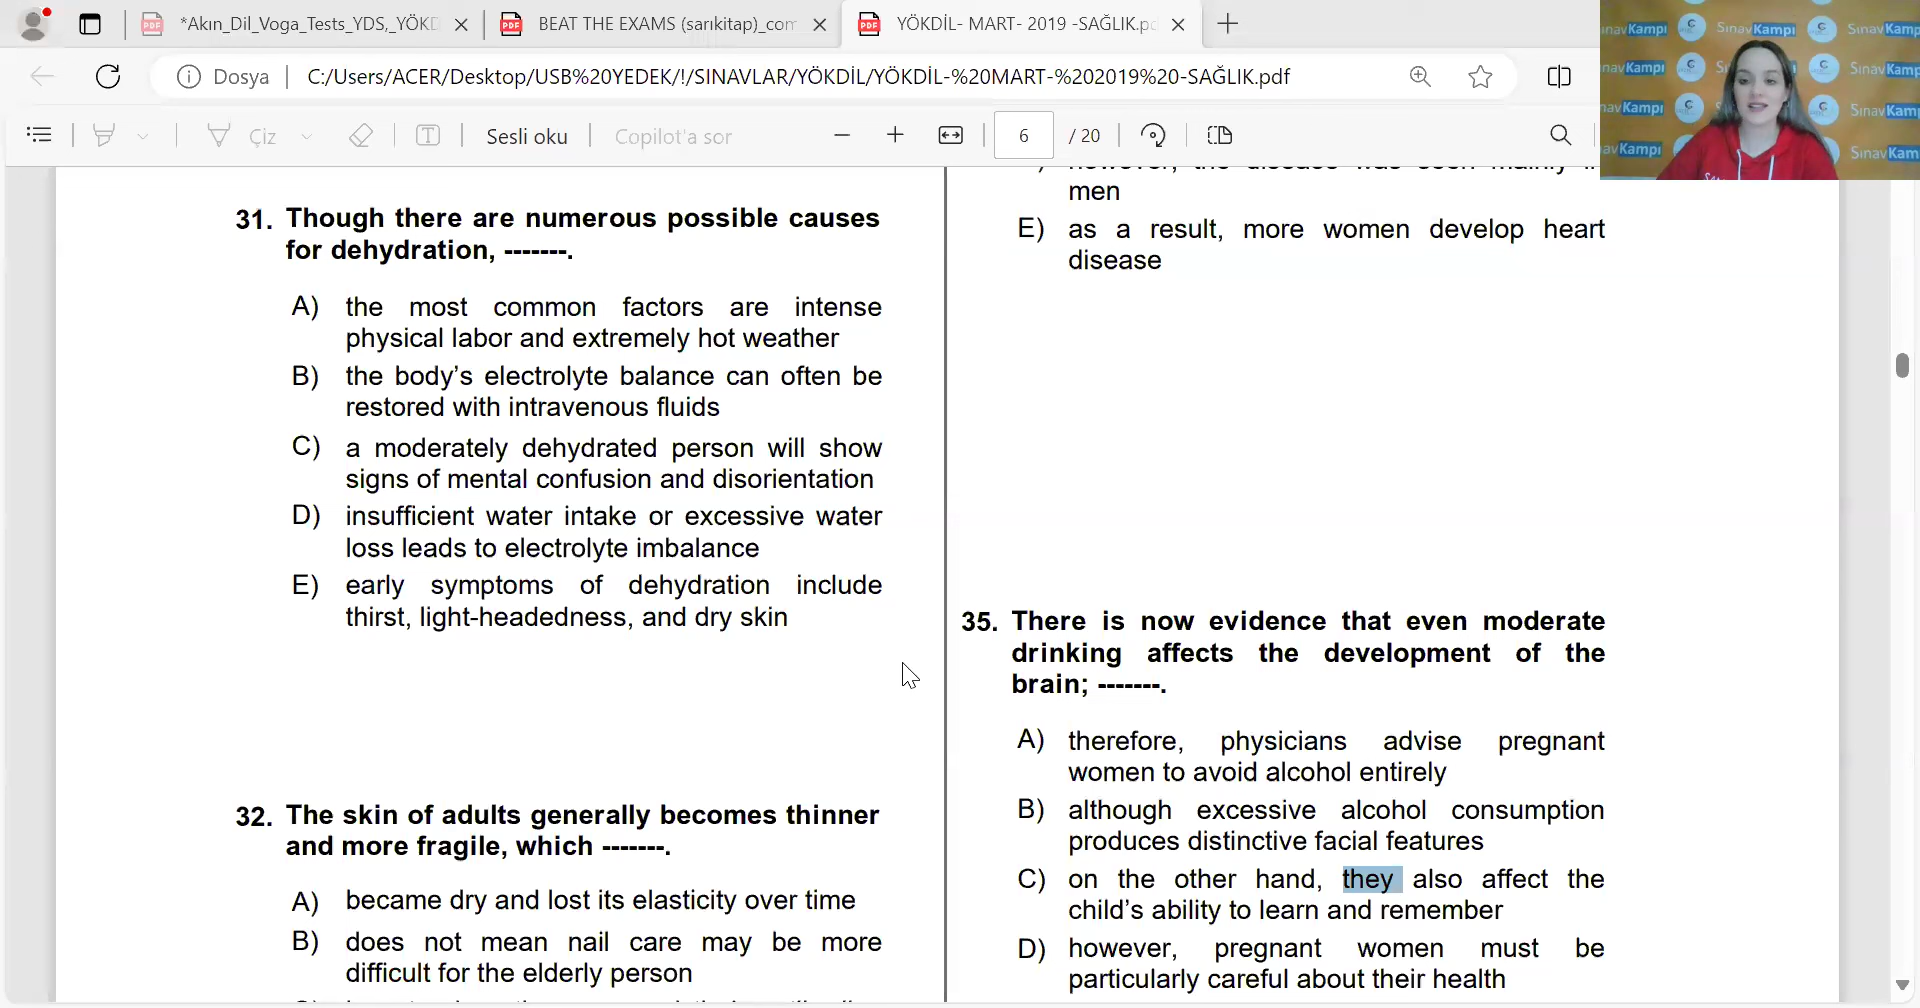 *Akın_Dil_Voga_Tests_YDS,_YÖKD
BEAT THE EXAMS (sarıkitap)_com
YÖKDİL- MART- 2019 -SAĞLIK.pd
Dosya
C:/Users/ACER/Desktop/USB%20YEDEK/!/SINAVLAR/YÖKDİL/YÖKDİL-%20MART-%202019%20-SAĞLIK.pdf
Çiz
Sesli oku
Copilot'a sor
6 / 20
31. Though there are numerous possible causes
for dehydration, -------.
A) the most common factors are intense
physical labor and extremely hot weather
B) the body's electrolyte balance can often be
restored with intravenous fluids
C) a moderately dehydrated person will show
signs of mental confusion and disorientation
D) insufficient water intake or excessive water
loss leads to electrolyte imbalance
E) early symptoms of dehydration include
thirst, light-headedness, and dry skin
32. The skin of adults generally becomes thinner
and more fragile, which -------.
A) became dry and lost its elasticity over time
B) does not mean nail care may be more
difficult for the elderly person
however, the disease was seen mainly in
men
E) as a result, more women develop heart
disease
35. There is now evidence that even moderate
drinking affects the development of the
brain; -------.
A) therefore, physicians advise pregnant
women to avoid alcohol entirely
B) although excessive alcohol consumption
produces distinctive facial features
C) on the other hand, they also affect the
child's ability to learn and remember
D) however, pregnant women must be
particularly careful about their health
SınavKampı